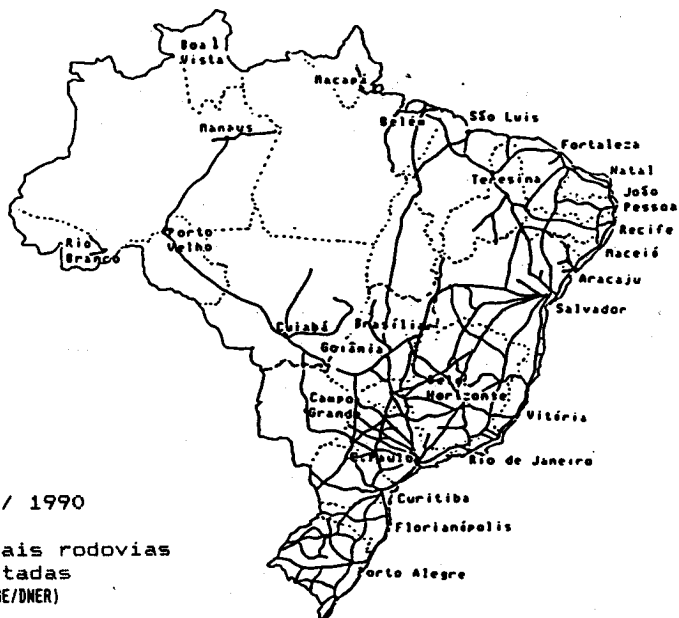 Boa
Vista
Macapá
Manaus
Belém
São Luis
Fortaleza
Teresina
Natal
João
Pessoa
Recife
Maceió
Aracaju
Salvador
Porto
Velho
Rio
Branco
Cuiabá
Brasília
Goiânia
Belo
Horizonte
Campo
Grande
Vitória
S.Paulo
Rio de Janeiro
Curitiba
Florianópolis
Porto Alegre
/ 1990
ais rodovias
tadas
GE/DNER)